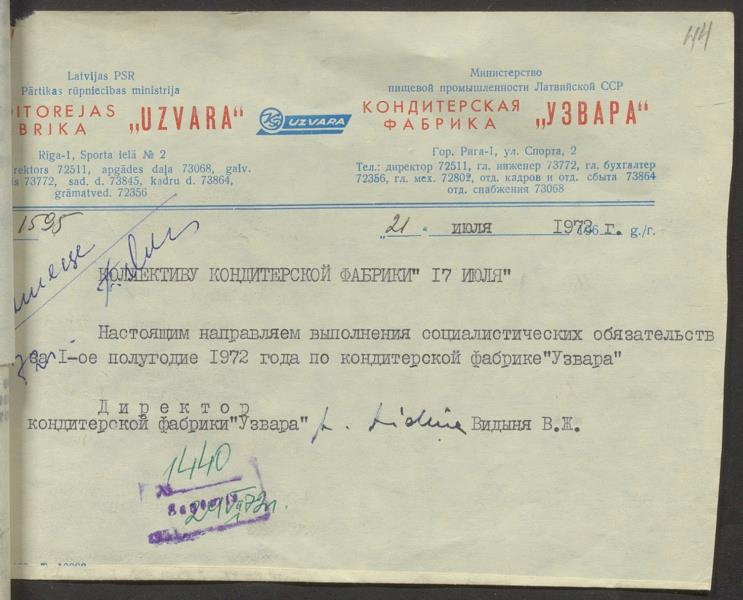 44
Latvijas PSR
Pārtikas rūpniecības ministrija
DITOREJAS
BRIKA
„UZVARA“
Rīga-1, Sporta ielā № 2
rektors 72511, apgādes daļa 73068, galv.
s 73772, sad. d. 73845, kadru d. 73864,
grāmatved. 72356
UZVARA
Министерство
пищевой промышленности Латвийской ССР
КОНДИТЕРСКАЯ
ФАБРИКА
„УЗВАРА“
Гор. Рига-1, ул. Спорта, 2
Тел.: директор 72511, гл. инженер 73772, гл. бухгалтер
72356, гл. мех. 72802, отд. кадров и отд. сбыта 73864
отд. снабжения 73068
1595
„21“ июля 1972 г. g./г.
КОЛЛЕКТИВУ КОНДИТЕРСКОЙ ФАБРИКИ" I7 ИЮЛЯ"
Настоящим направляем выполнения социалистических обязательств
за I-ое полугодие I972 года по кондитерской фабрике"Узвара"
Директор
кондитерской фабрики"Узвара" Видыня В.Ж.
1440
№